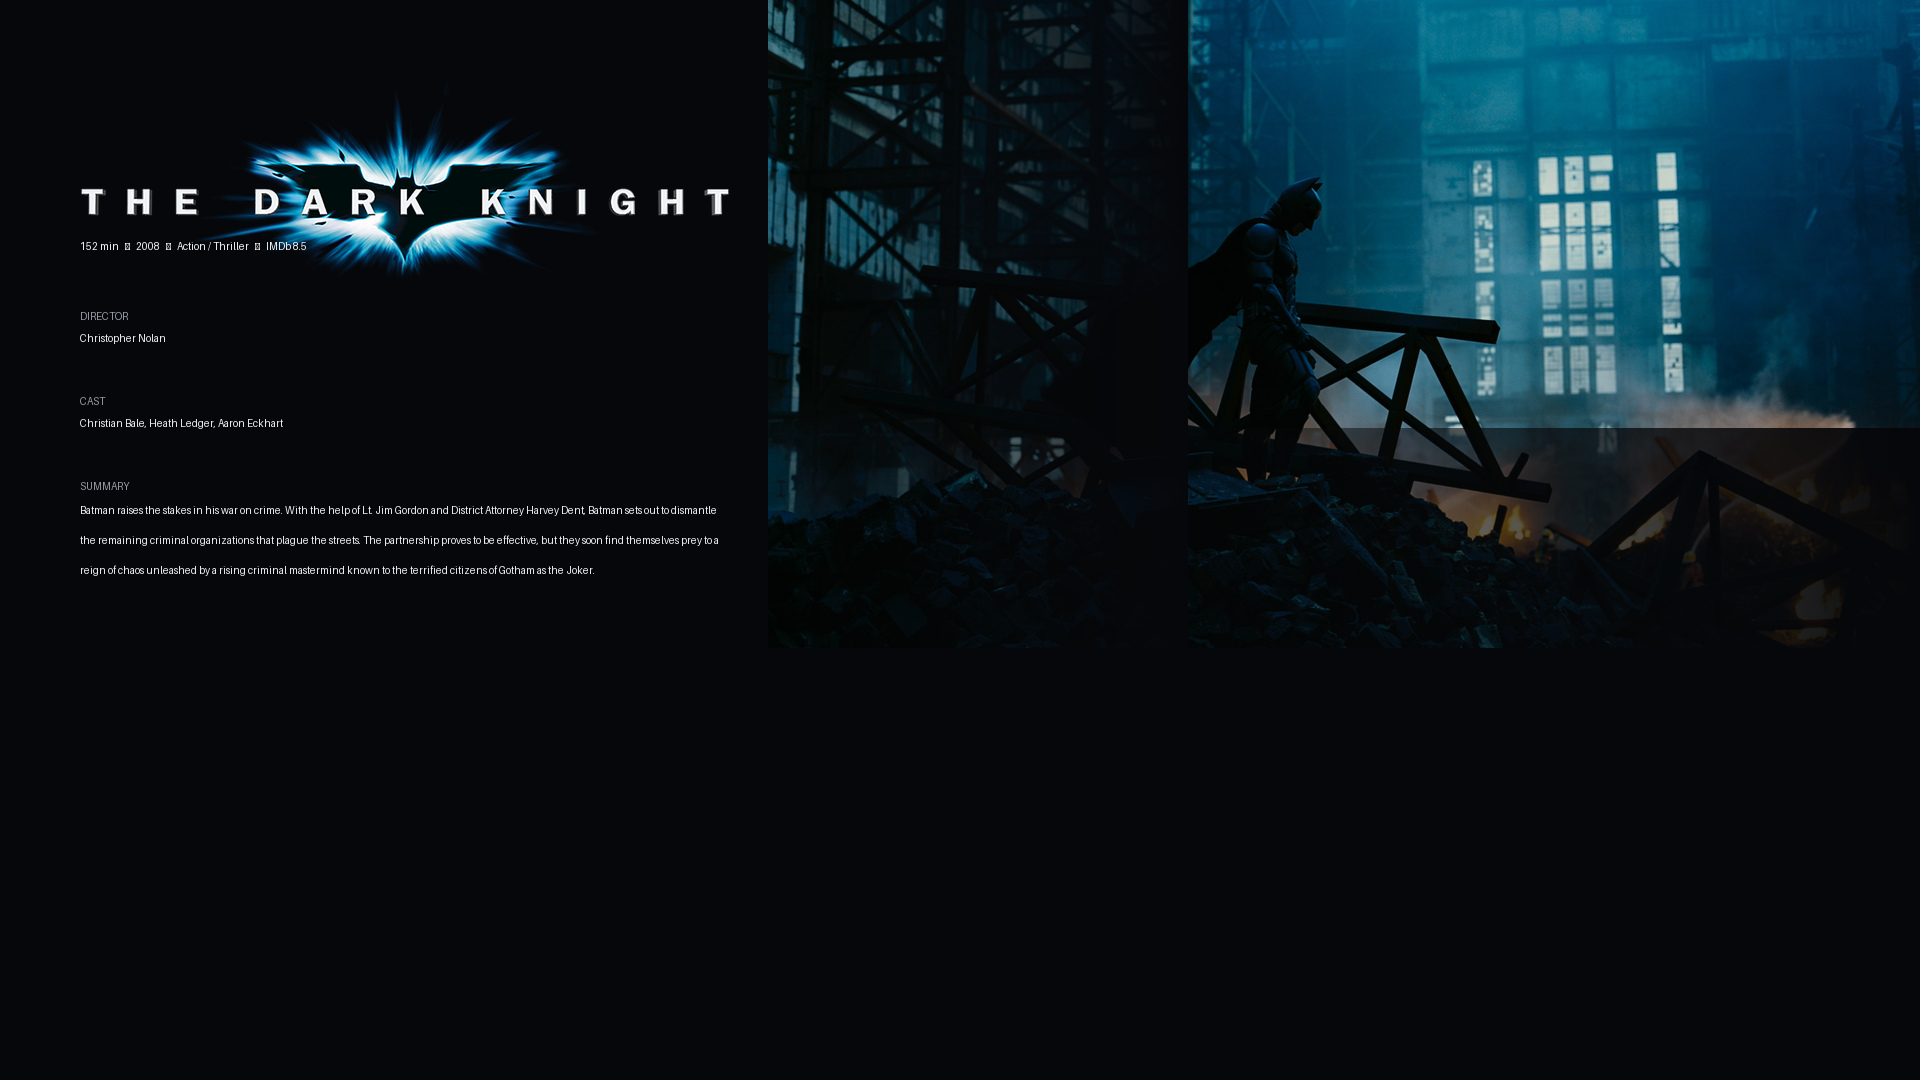 THE DARK KNIGHT
152 min  2008  Action / Thriller  IMDb 8.5
DIRECTOR
Christopher Nolan
CAST
Christian Bale, Heath Ledger, Aaron Eckhart
SUMMARY
Batman raises the stakes in his war on crime. With the help of Lt. Jim Gordon and District Attorney Harvey Dent, Batman sets out to dismantle
the remaining criminal organizations that plague the streets. The partnership proves to be effective, but they soon find themselves prey to a
reign of chaos unleashed by a rising criminal mastermind known to the terrified citizens of Gotham as the Joker.